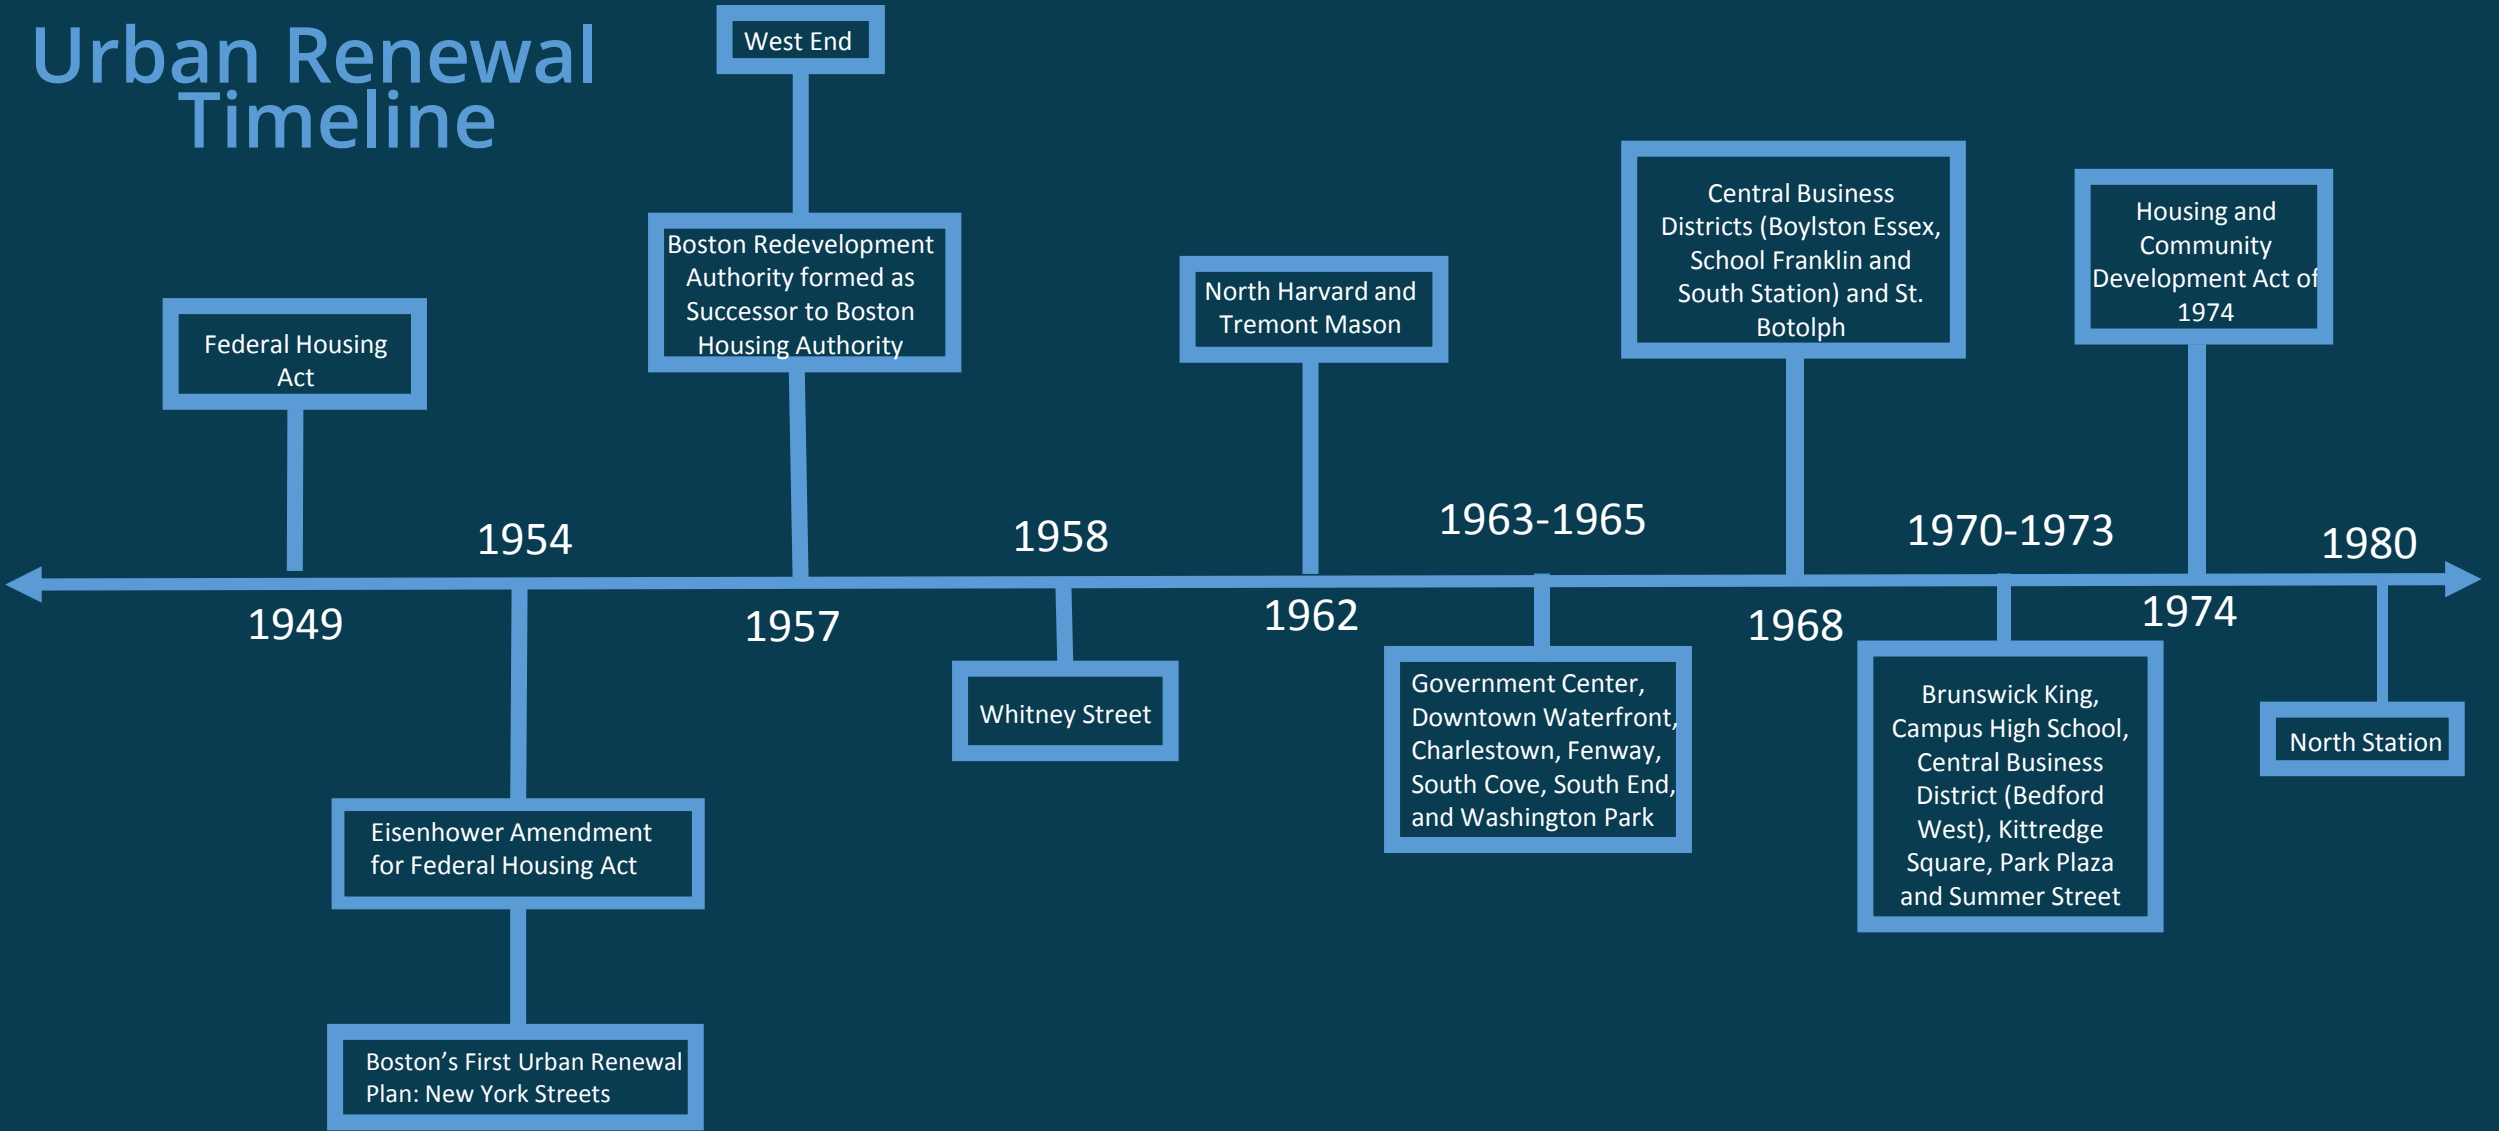 Urban Renewal
Timeline
West End
Boston Redevelopment
Authority formed as
Successor to Boston
Housing Authority
Federal Housing
Act
North Harvard and
Tremont Mason
Central Business
Districts (Boylston Essex,
School Franklin and
South Station) and St.
Botolph
Housing and
Community
Development Act of
1974
1954
1958
1963-1965
1970-1973
1980
1949
1957
1962
1968
1974
Eisenhower Amendment
for Federal Housing Act
Boston’s First Urban Renewal
Plan: New York Streets
Whitney Street
Government Center,
Downtown Waterfront,
Charlestown, Fenway,
South Cove, South End,
and Washington Park
Brunswick King,
Campus High School,
Central Business
District (Bedford
West), Kittredge
Square, Park Plaza
and Summer Street
North Station